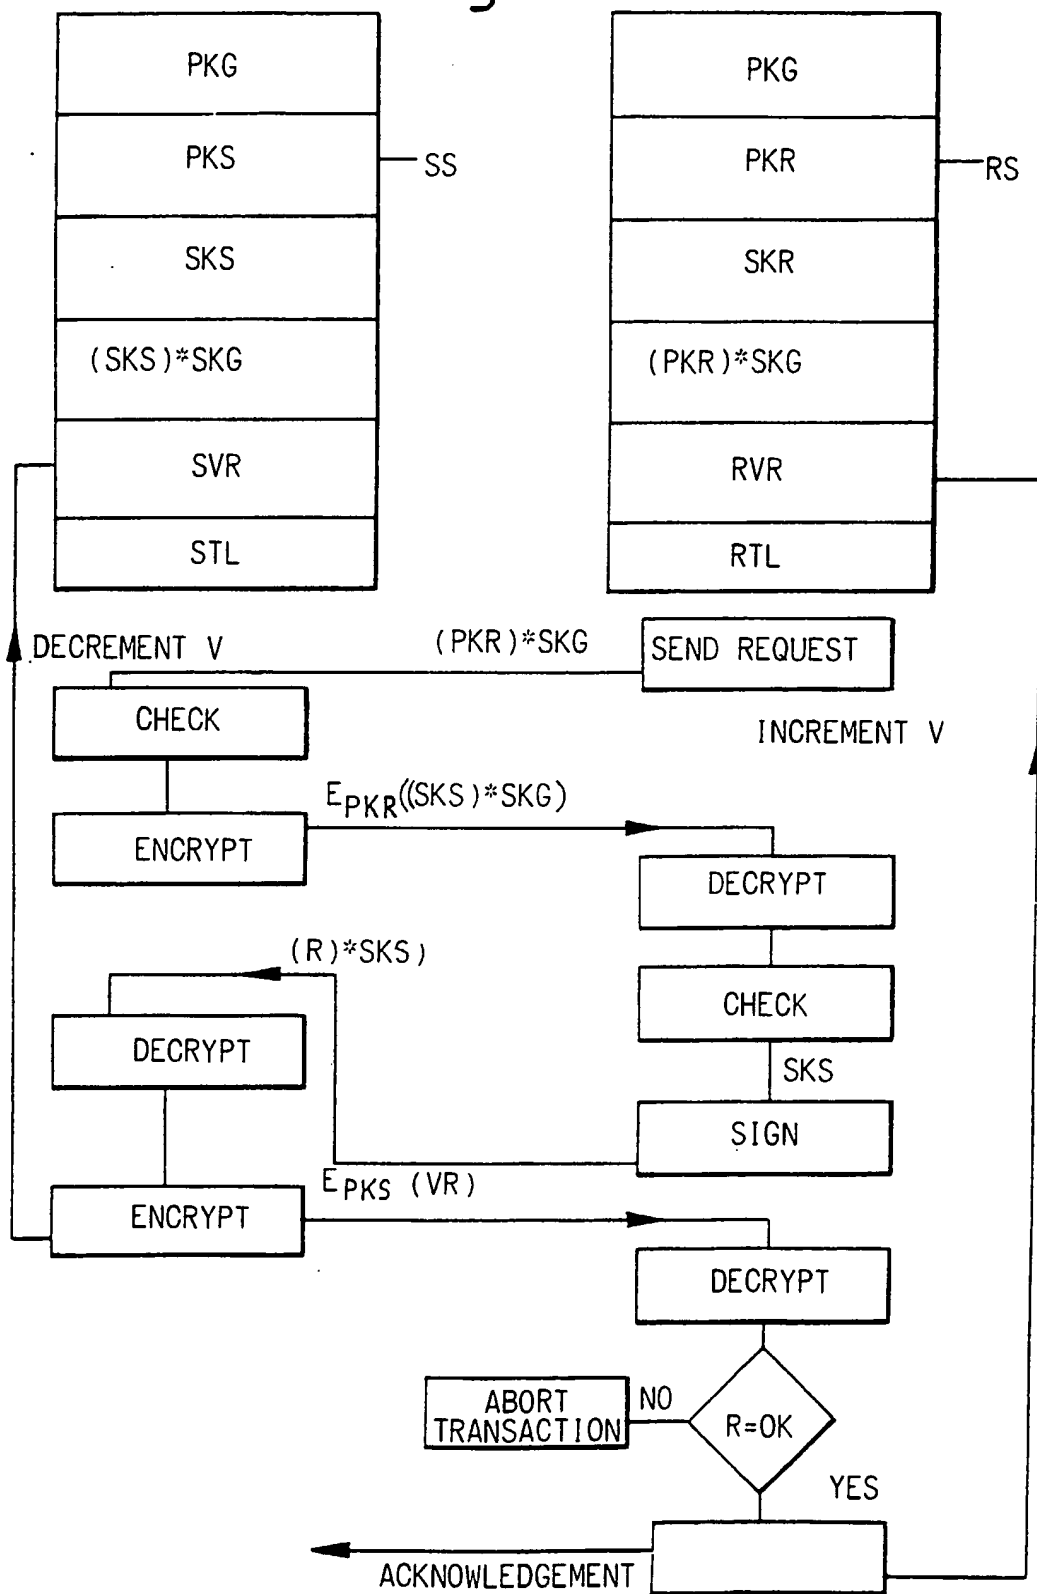 PKG
PKS
SS
SKS
(SKS)*SKG
SVR
STL
PKG
PKR
RS
SKR
(PKR)*SKG
RVR
RTL
DECREMENT V
(PKR)*SKG
SEND REQUEST
CHECK
INCREMENT V
EPKR((SKS)*SKG)
ENCRYPT
DECRYPT
(R)*SKS)
CHECK
DECRYPT
SKS
SIGN
EPKS (VR)
ENCRYPT
DECRYPT
ABORT
TRANSACTION
NO
R=OK
YES
ACKNOWLEDGEMENT